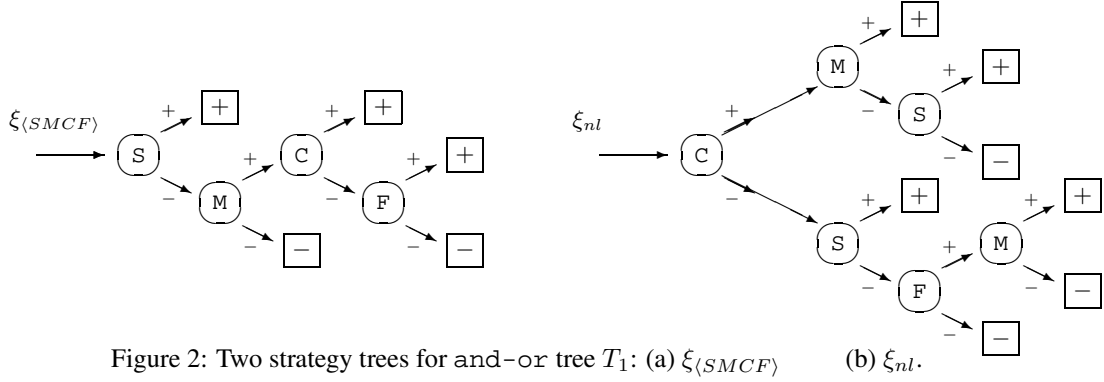 ξ⟨SMCF⟩
S
+
+
−
M
+
−
−
C
+
+
−
F
+
+
−
−
ξnl
C
+
−
M
+
+
−
S
+
+
−
−
S
+
+
−
F
+
−
−
M
+
+
−
−
Figure 2: Two strategy trees for and-or tree T1: (a) ξ⟨SMCF⟩ (b) ξnl.